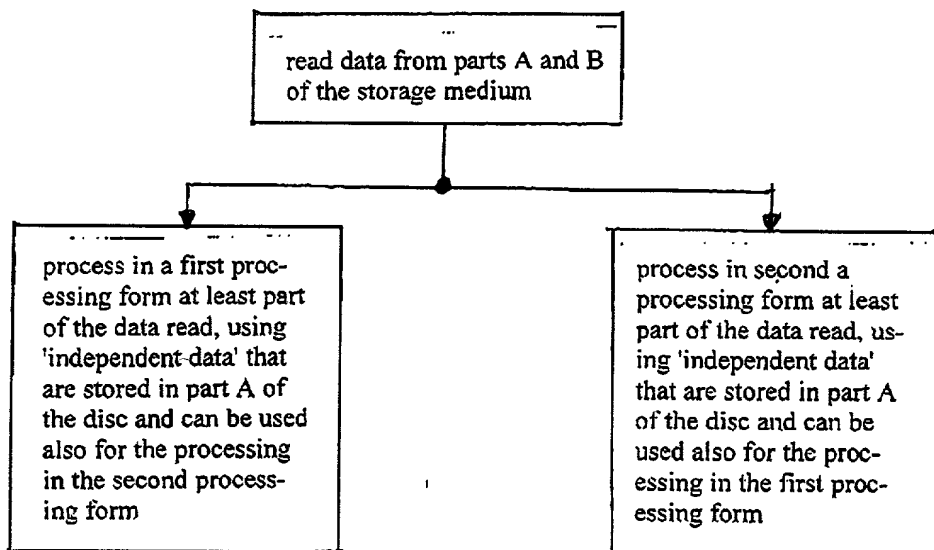 read data from parts A and B
of the storage medium
process in a first proc-
essing form at least part
of the data read, using
'independent data' that
are stored in part A of
the disc and can be used
also for the processing
in the second process-
ing form
process in second a
processing form at least
part of the data read, us-
ing 'independent data'
that are stored in part A
of the disc and can be
used also for the proc-
essing in the first proc-
essing form